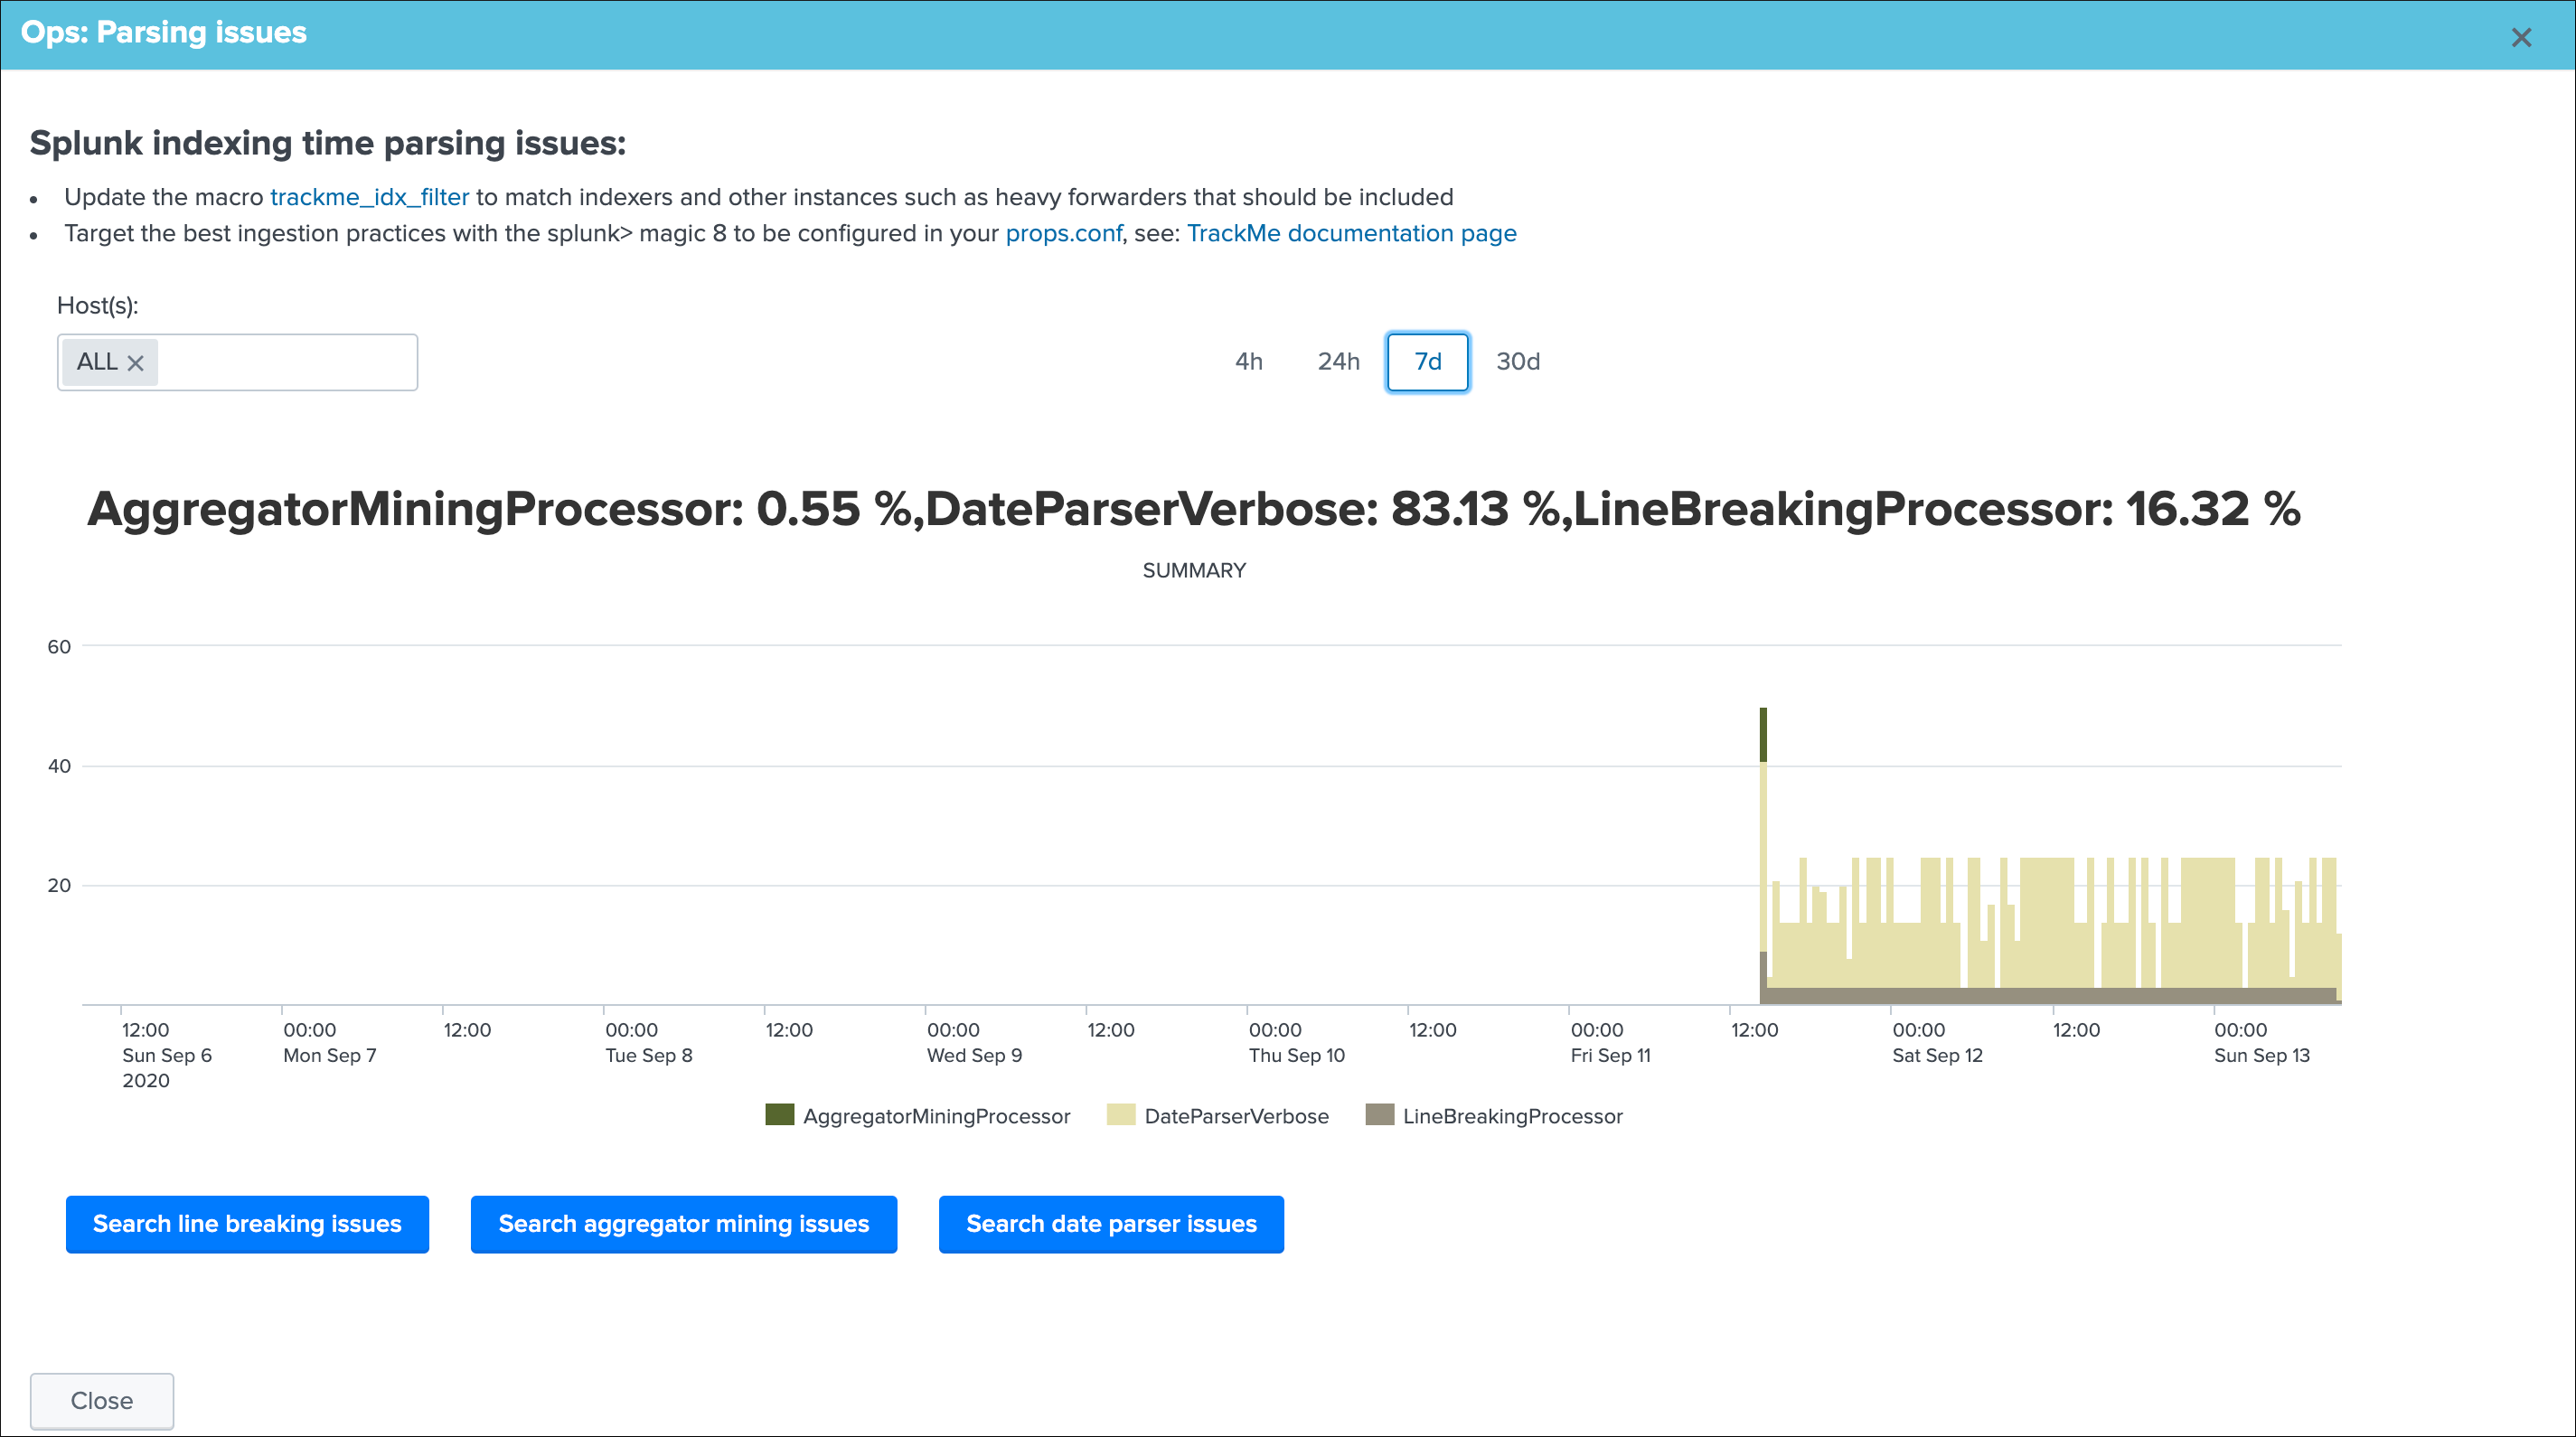 Ops: Parsing issues
Splunk indexing time parsing issues:
Update the macro trackme_idx_filter to match indexers and other instances such as heavy forwarders that should be included
Target the best ingestion practices with the splunk> magic 8 to be configured in your props.conf, see: TrackMe documentation page
Host(s):
ALL
4h 24h 7d 30d
AggregatorMiningProcessor: 0.55 %,DateParserVerbose: 83.13 %,LineBreakingProcessor: 16.32 %
SUMMARY
60
40
20
12:00 00:00 12:00 00:00 12:00 00:00 12:00 00:00 12:00 00:00 12:00 00:00 12:00 00:00
Sun Sep 6 Mon Sep 7 Tue Sep 8 Wed Sep 9 Thu Sep 10 Fri Sep 11 Sat Sep 12 Sun Sep 13
2020
AggregatorMiningProcessor DateParserVerbose LineBreakingProcessor
Search line breaking issues Search aggregator mining issues Search date parser issues
Close